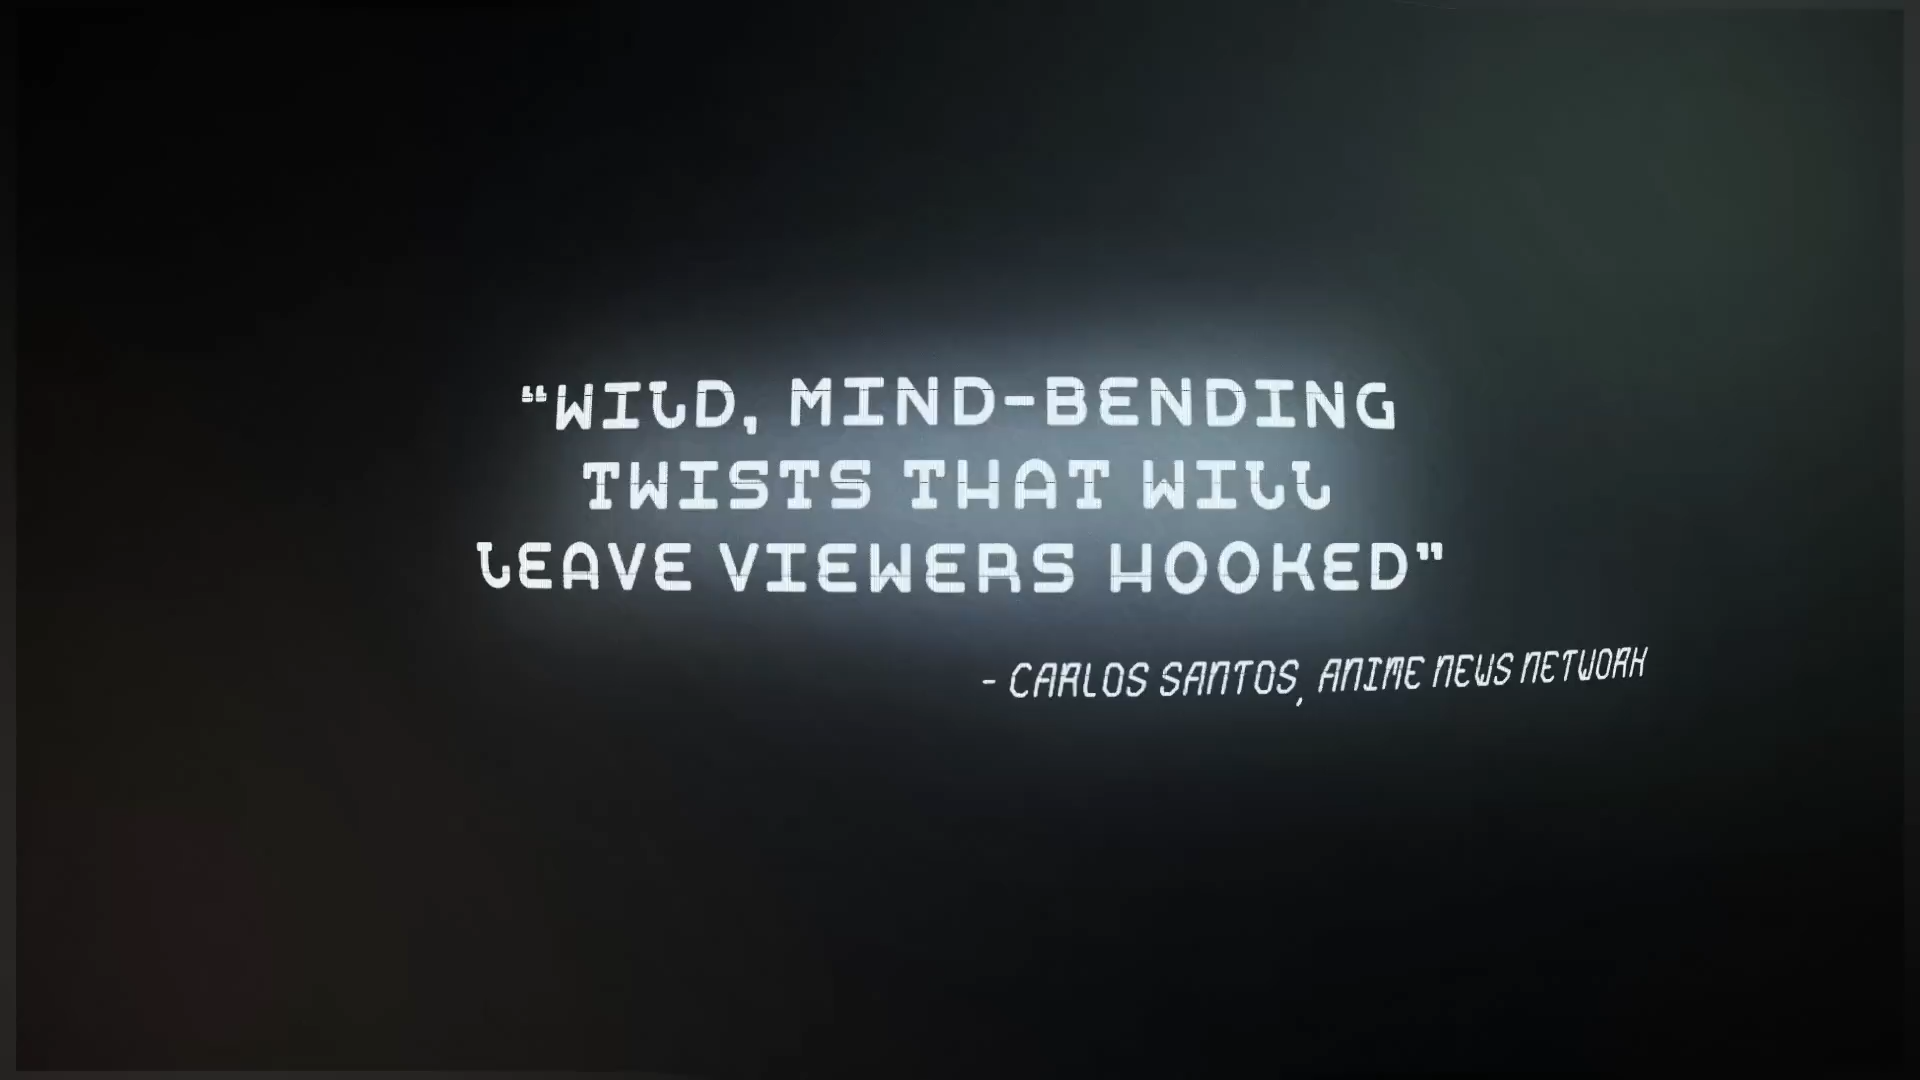 “WILD, MIND-BENDING
TWISTS THAT WILL
LEAVE VIEWERS HOOKED”
- CARLOS SANTOS, ANIME NEWS NETWORK